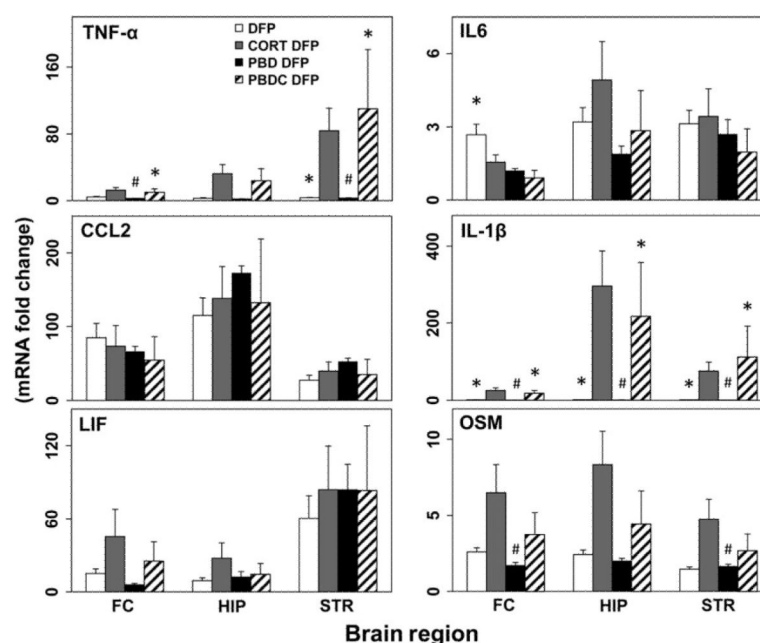 TNF-α
DFP
CORT DFP
PBD DFP
PBDC DFP
*
160
80
0
*
#
*
*
#
IL6
6
3
0
*
CCL2
200
100
0
IL-1β
400
200
0
*
#
*
*
#
*
*
#
*
LIF
120
60
0
OSM
10
5
0
#
#
(mRNA fold change)
FC HIP STR
FC HIP STR
Brain region